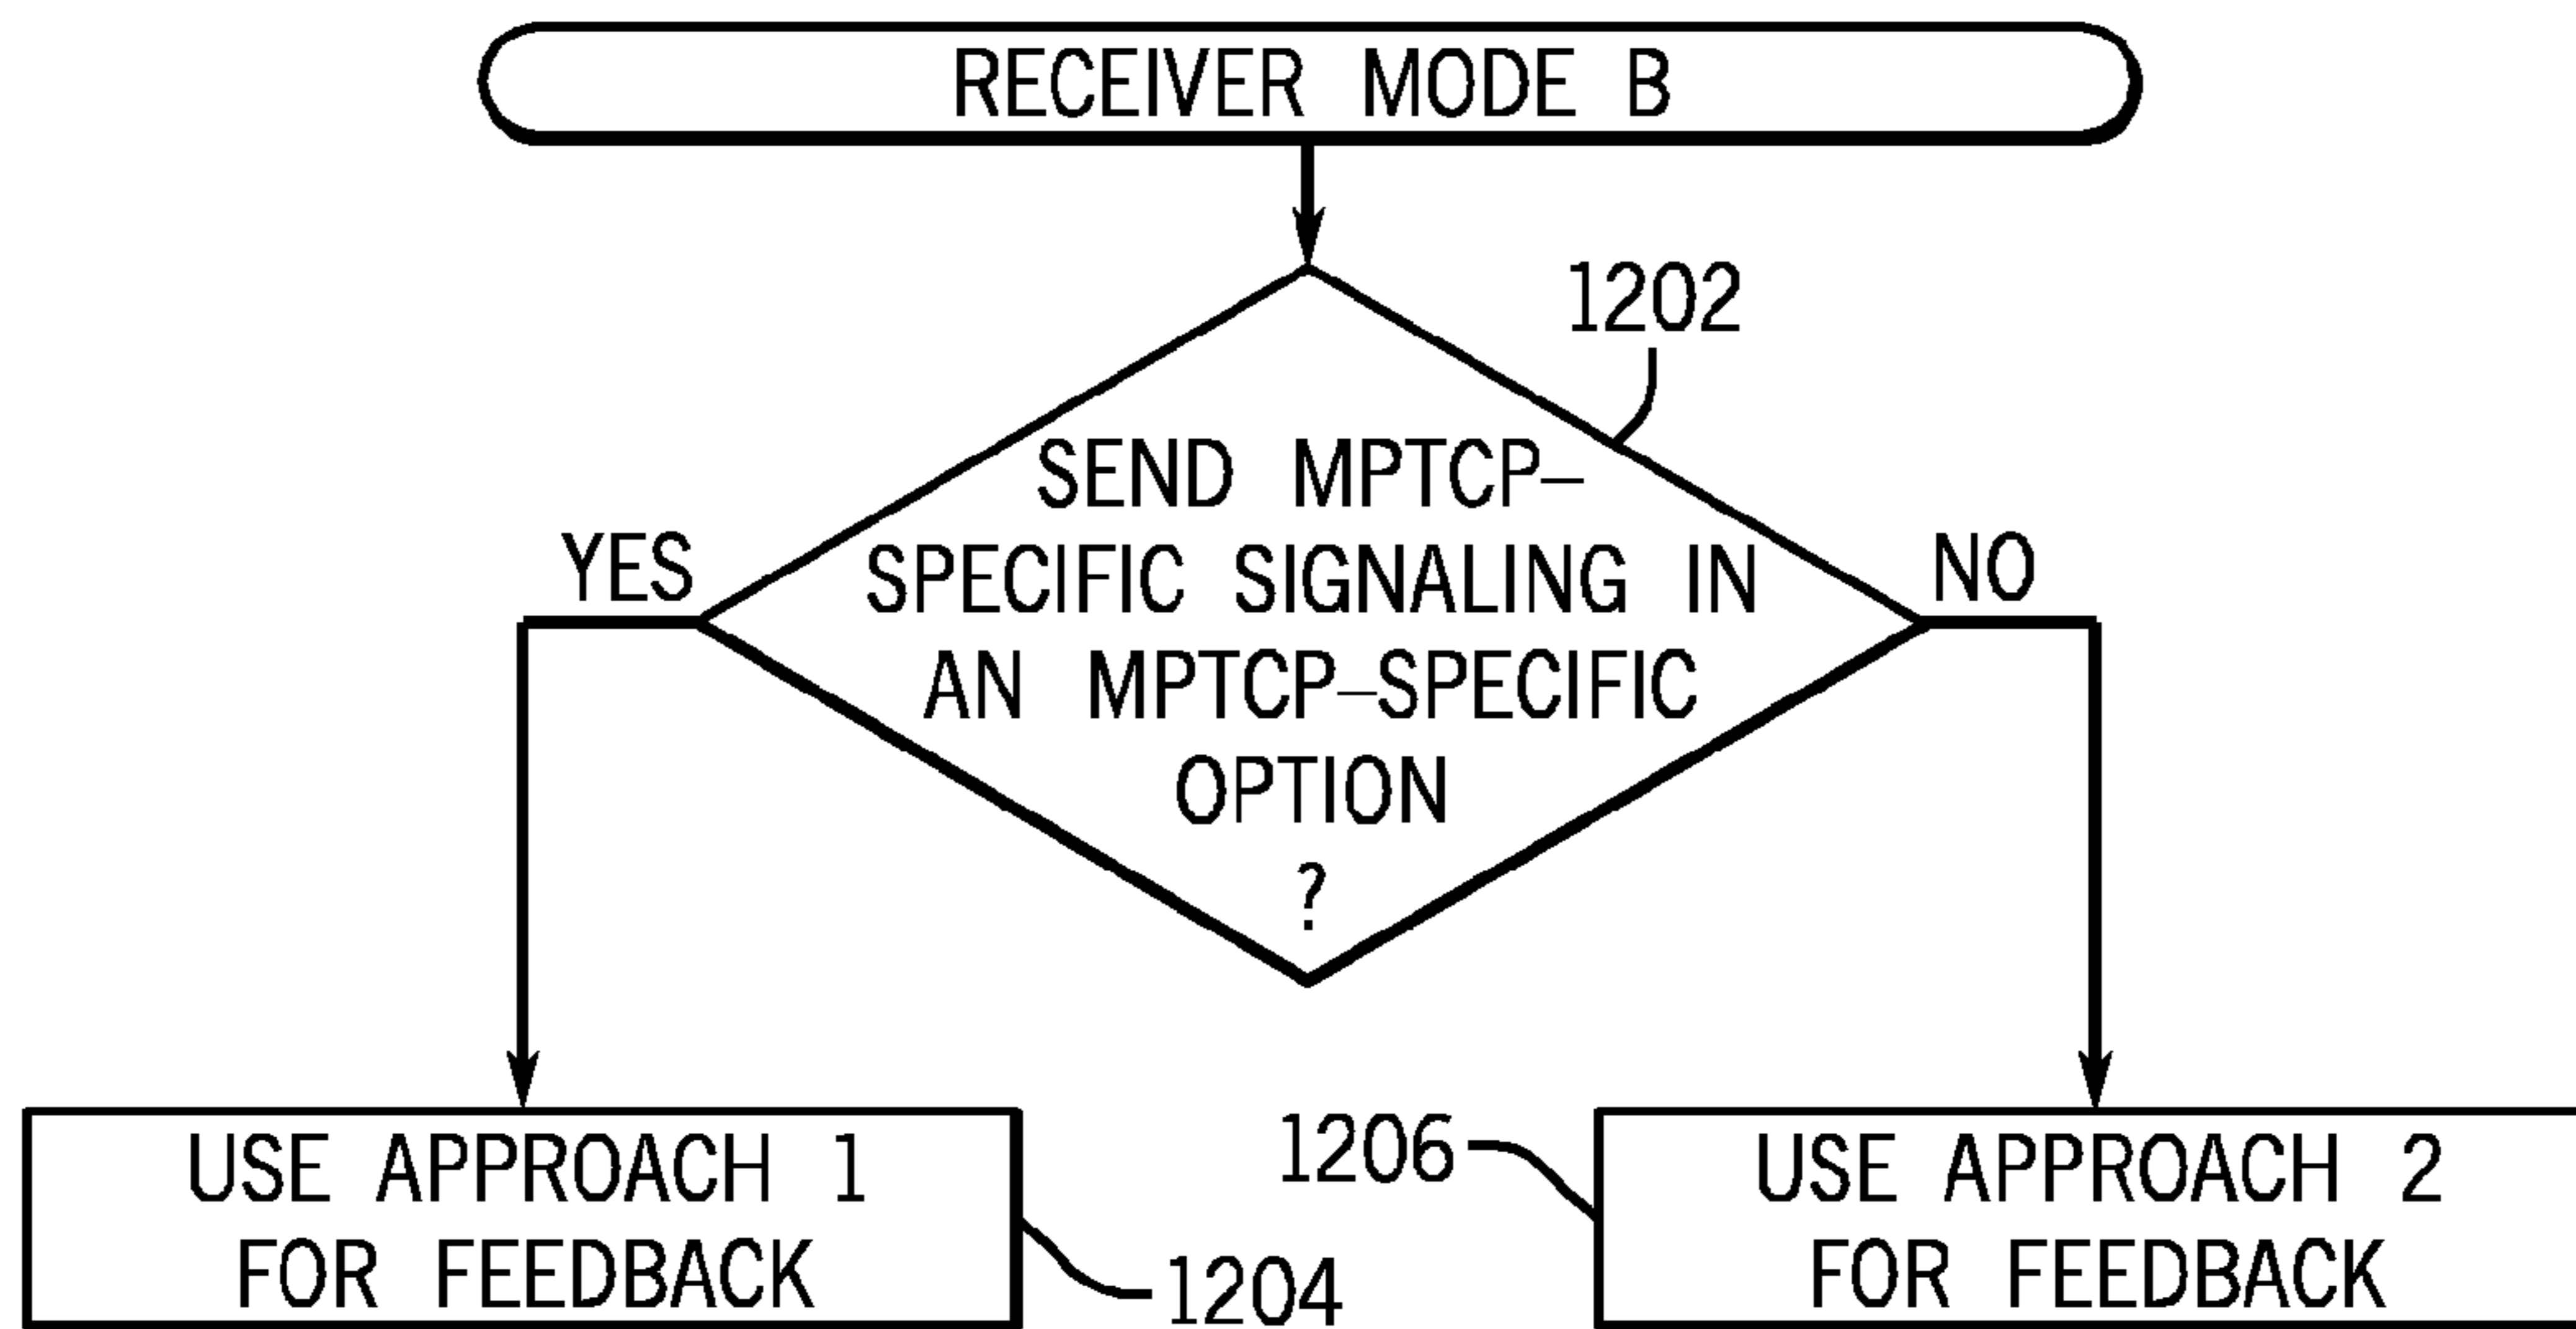 RECEIVER MODE B
1202
SEND MPTCP–
SPECIFIC SIGNALING IN
AN MPTCP–SPECIFIC
OPTION
?
YES
NO
USE APPROACH 1
FOR FEEDBACK
1204
1206
USE APPROACH 2
FOR FEEDBACK